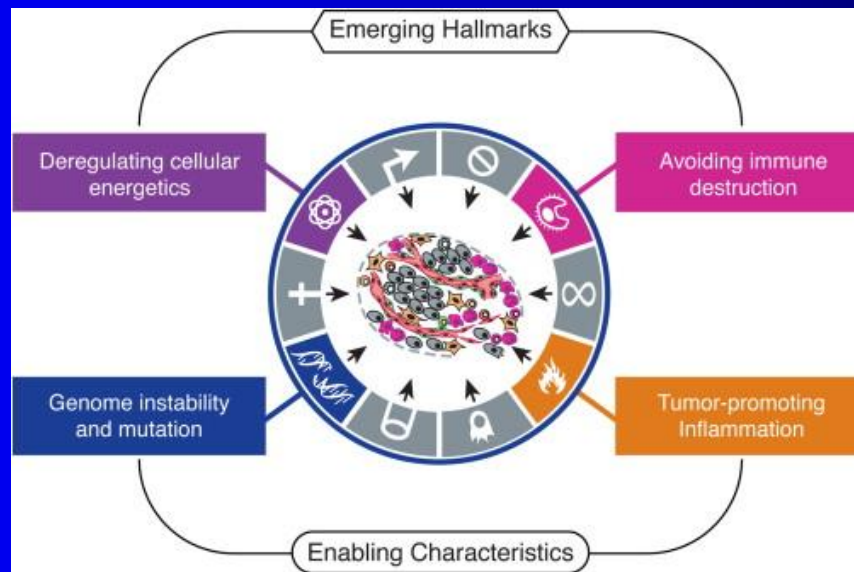 Emerging Hallmarks
Deregulating cellular
energetics
Avoiding immune
destruction
Genome instability
and mutation
Tumor-promoting
Inflammation
Enabling Characteristics